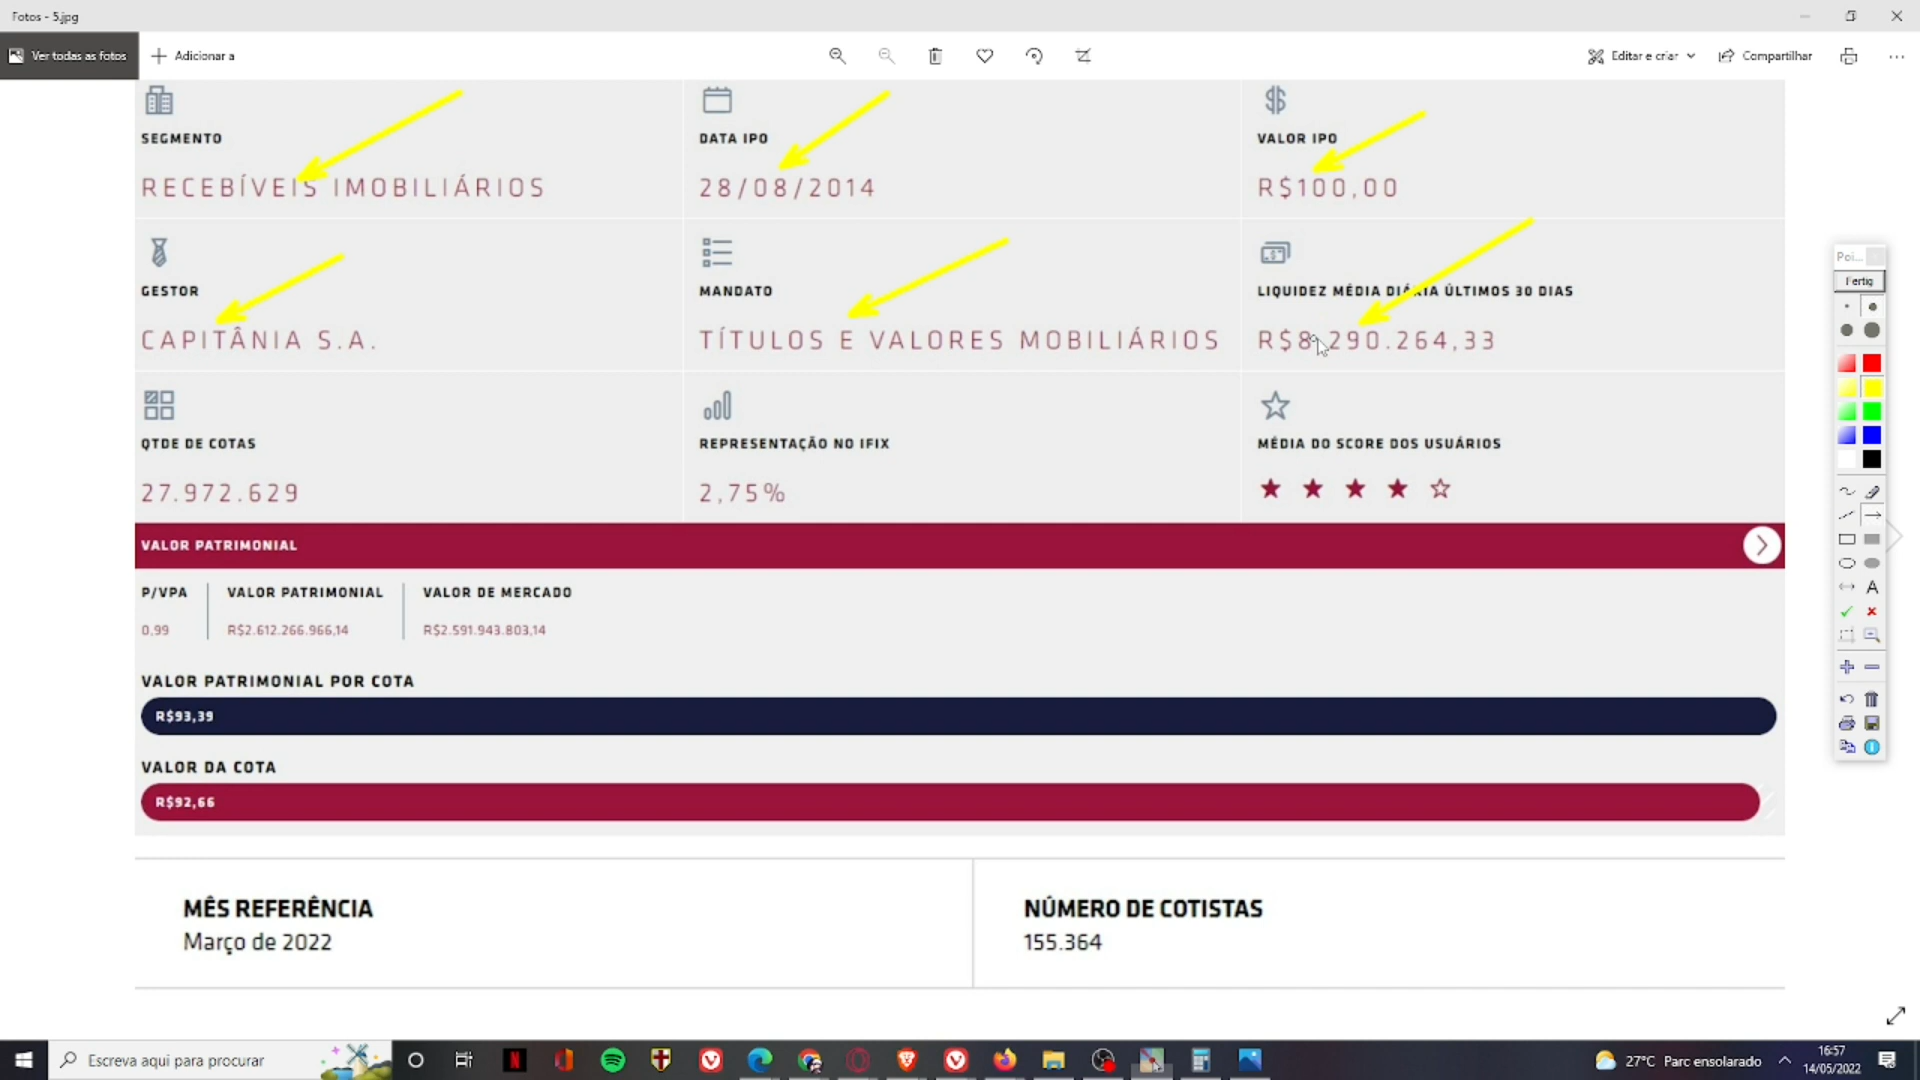 Fotos - 5.jpg
Ver todas as fotos
Adicionar a
Editar e criar
Compartilhar
SEGMENTO
RECEBÍVEIS IMOBILIÁRIOS
DATA IPO
28/08/2014
VALOR IPO
R$100,00
GESTOR
CAPITÂNIA S.A.
MANDATO
TÍTULOS E VALORES MOBILIÁRIOS
LIQUIDEZ MÉDIA DIÁRIA ÚLTIMOS 30 DIAS
R$8.290.264,33
QTDE DE COTAS
27.972.629
REPRESENTAÇÃO NO IFIX
2,75%
MÉDIA DO SCORE DOS USUÁRIOS
VALOR PATRIMONIAL
P/VPA
0,99
VALOR PATRIMONIAL
R$2.612.266.966,14
VALOR DE MERCADO
R$2.591.943.803,14
VALOR PATRIMONIAL POR COTA
R$93,39
VALOR DA COTA
R$92,66
MÊS REFERÊNCIA
Março de 2022
NÚMERO DE COTISTAS
155.364
Poi...
Fertig
A
Escreva aqui para procurar
27°C Parc ensolarado
16:57
14/05/2022